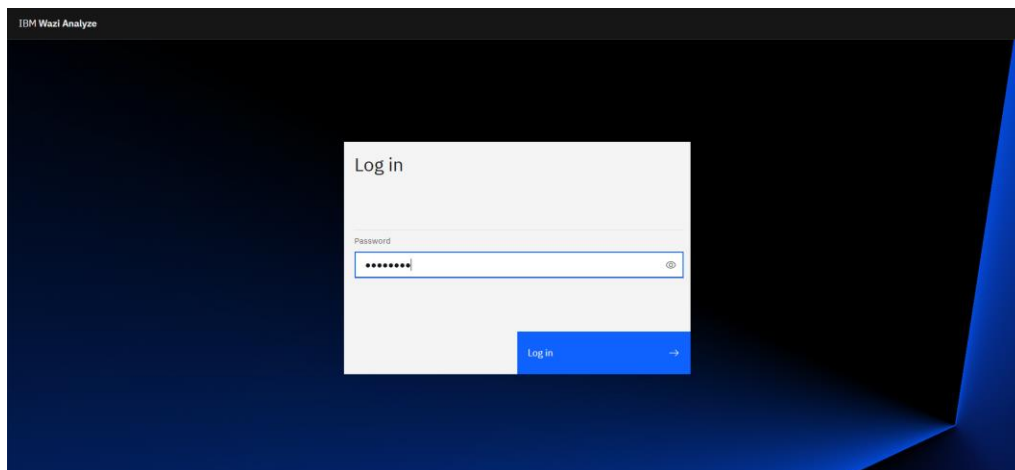 IBM Wazi Analyze
Log in
Password
••••••••
Log in